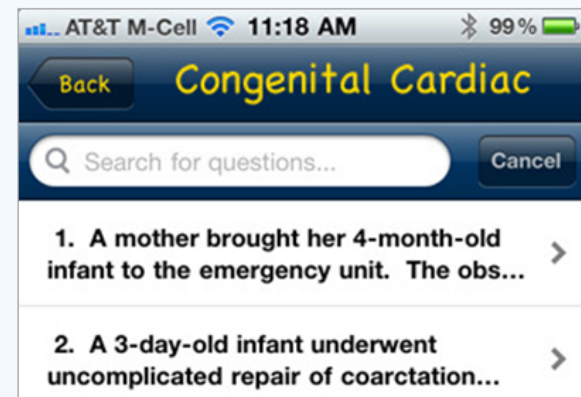 AT&T M-Cell 11:18 AM 99%
Back Congenital Cardiac
Search for questions... Cancel
1. A mother brought her 4-month-old
infant to the emergency unit. The obs...
2. A 3-day-old infant underwent
uncomplicated repair of coarctation...